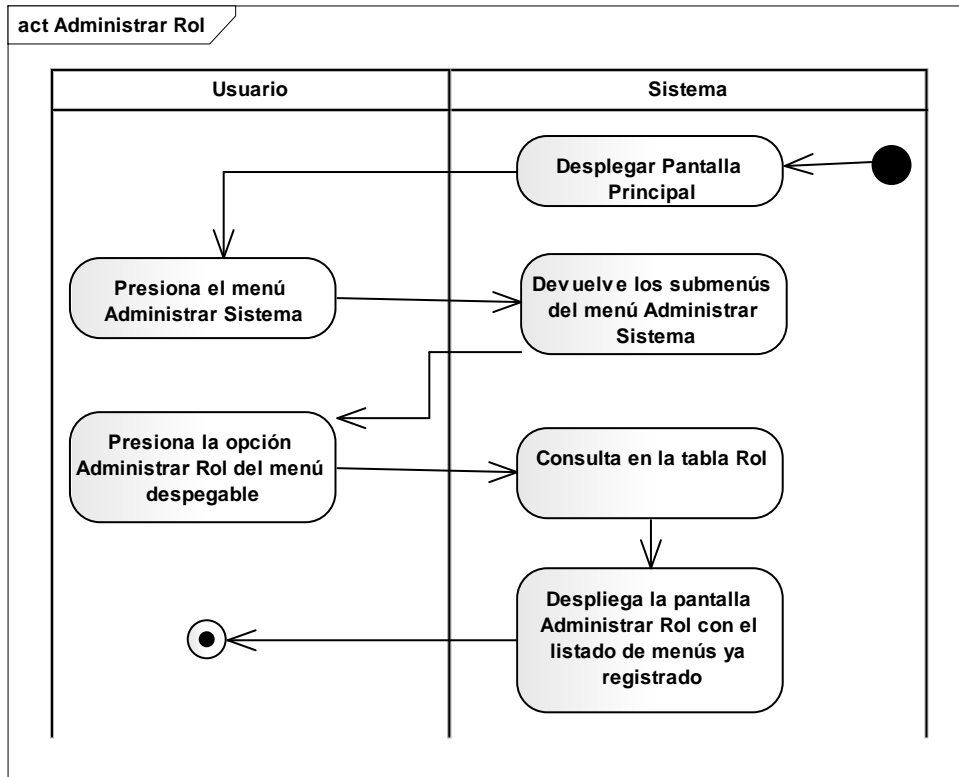 act Administrar Rol
Usuario
Sistema
Desplegar Pantalla
Principal
Presiona el menú
Administrar Sistema
Devuelve los submenús
del menú Administrar
Sistema
Presiona la opción
Administrar Rol del menú
despegable
Consulta en la tabla Rol
Despliega la pantalla
Administrar Rol con el
listado de menús ya
registrado